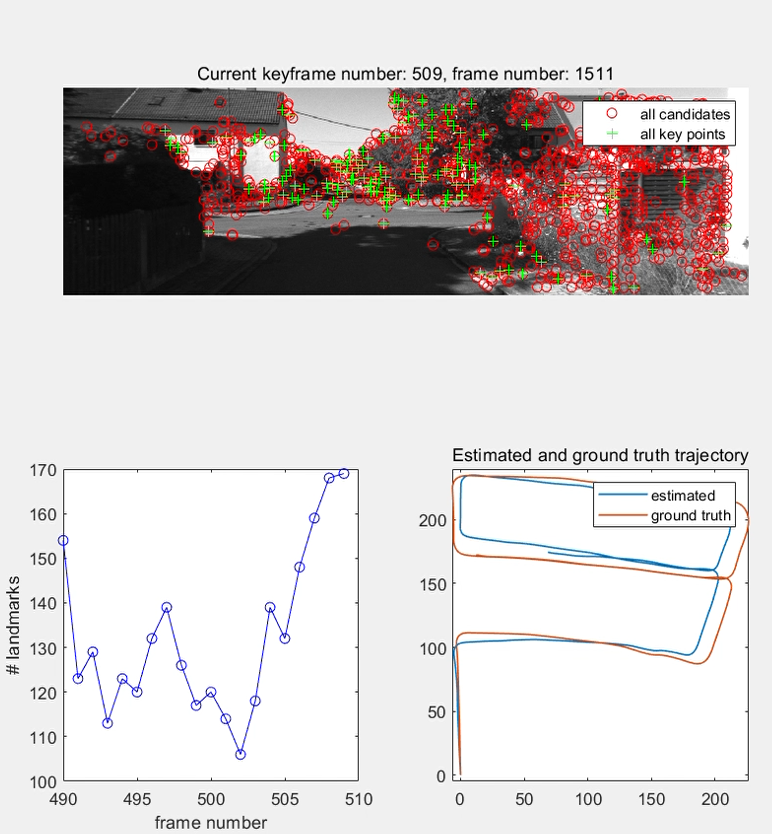 Current keyframe number: 509, frame number: 1511
all candidates
all key points
170
160
150
140
130
120
110
100
490
495
500
505
510
# landmarks
frame number
Estimated and ground truth trajectory
estimated
ground truth
200
150
100
50
0
0
50
100
150
200